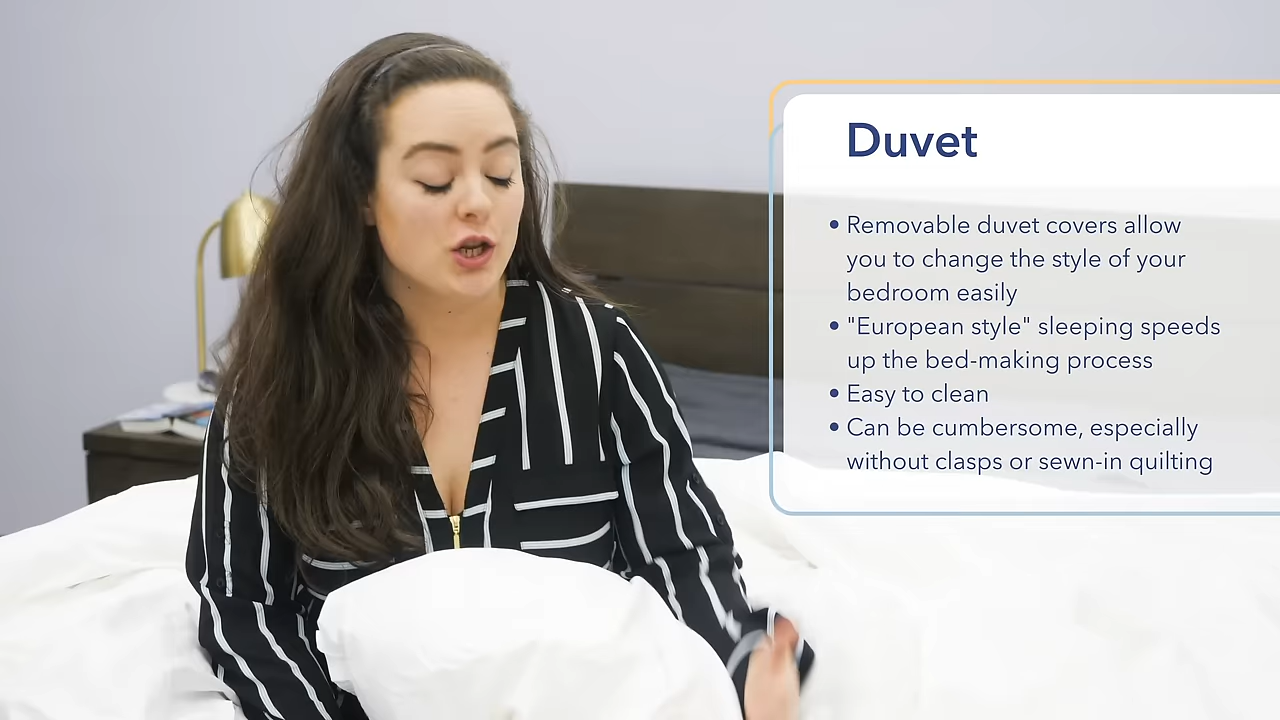 Duvet
• Removable duvet covers allow
you to change the style of your
bedroom easily
• "European style" sleeping speeds
up the bed-making process
• Easy to clean
• Can be cumbersome, especially
without clasps or sewn-in quilting